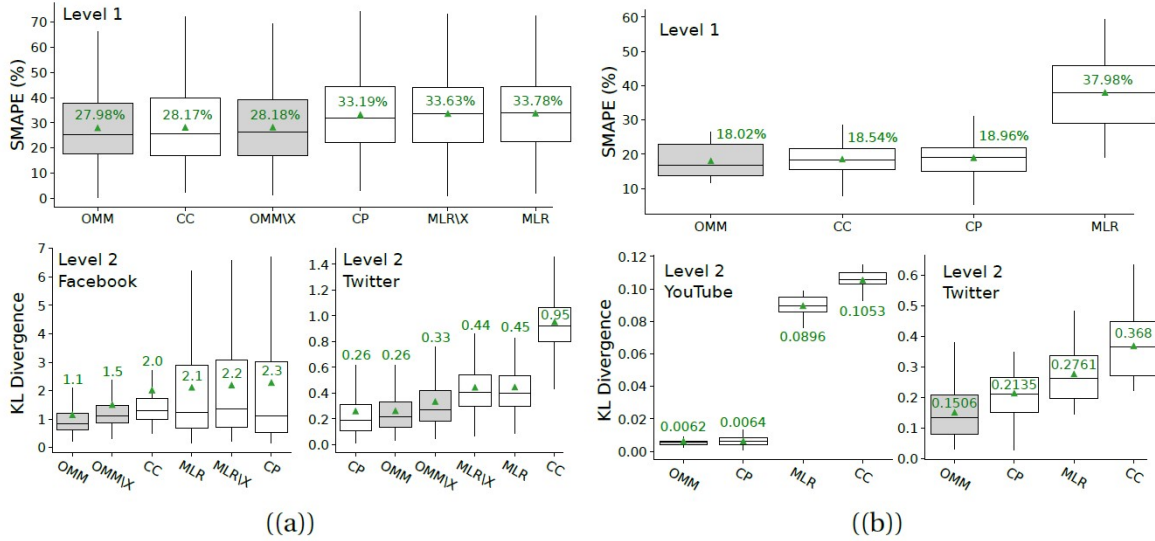 Level 1
SMAPE (%)
70
60
50
40
30
20
10
0
27.98%
28.17%
28.18%
33.19%
33.63%
33.78%
OMM
CC
OMM\X
CP
MLR\X
MLR
Level 2
Facebook
KL Divergence
7
6
5
4
3
2
1
0
1.1
1.5
2.0
2.1
2.2
2.3
OMM
OMM\X
CC
MLR
MLR\X
CP
Level 2
Twitter
1.4
1.2
1.0
0.8
0.6
0.4
0.2
0.0
0.26
0.26
0.33
0.44
0.45
0.95
CP
OMM
OMM\X
MLR\X
MLR
CC
((a))
Level 1
SMAPE (%)
60
50
40
30
20
10
18.02%
18.54%
18.96%
37.98%
OMM
CC
CP
MLR
Level 2
YouTube
KL Divergence
0.12
0.10
0.08
0.06
0.04
0.02
0.00
0.0062
0.0064
0.0896
0.1053
OMM
CP
MLR
CC
Level 2
Twitter
0.6
0.5
0.4
0.3
0.2
0.1
0.0
0.1506
0.2135
0.2761
0.368
OMM
CP
MLR
CC
((b))